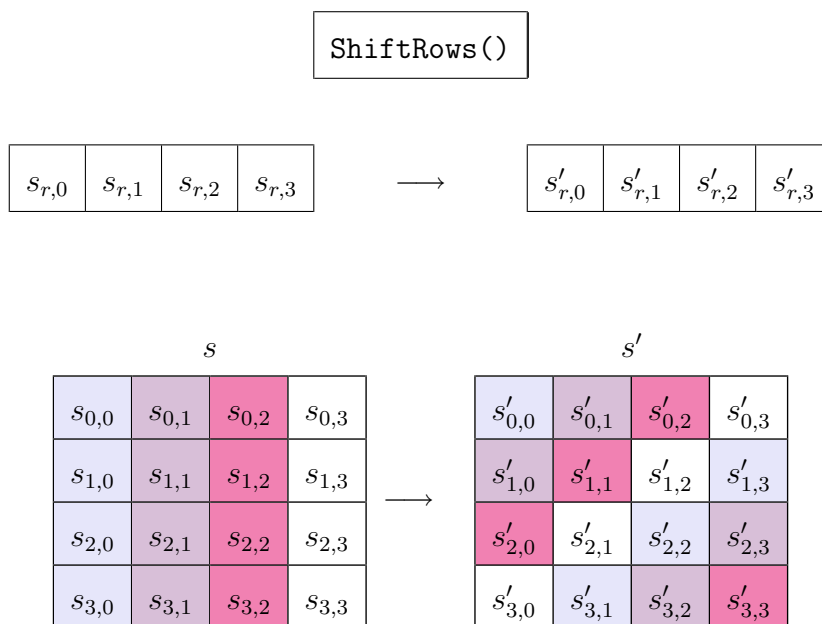 ShiftRows()
s_{r,0} s_{r,1} s_{r,2} s_{r,3} ⟶ s'_{r,0} s'_{r,1} s'_{r,2} s'_{r,3}
s s'
s_{0,0} s_{0,1} s_{0,2} s_{0,3} s'_{0,0} s'_{0,1} s'_{0,2} s'_{0,3}
s_{1,0} s_{1,1} s_{1,2} s_{1,3} ⟶ s'_{1,0} s'_{1,1} s'_{1,2} s'_{1,3}
s_{2,0} s_{2,1} s_{2,2} s_{2,3} s'_{2,0} s'_{2,1} s'_{2,2} s'_{2,3}
s_{3,0} s_{3,1} s_{3,2} s_{3,3} s'_{3,0} s'_{3,1} s'_{3,2} s'_{3,3}